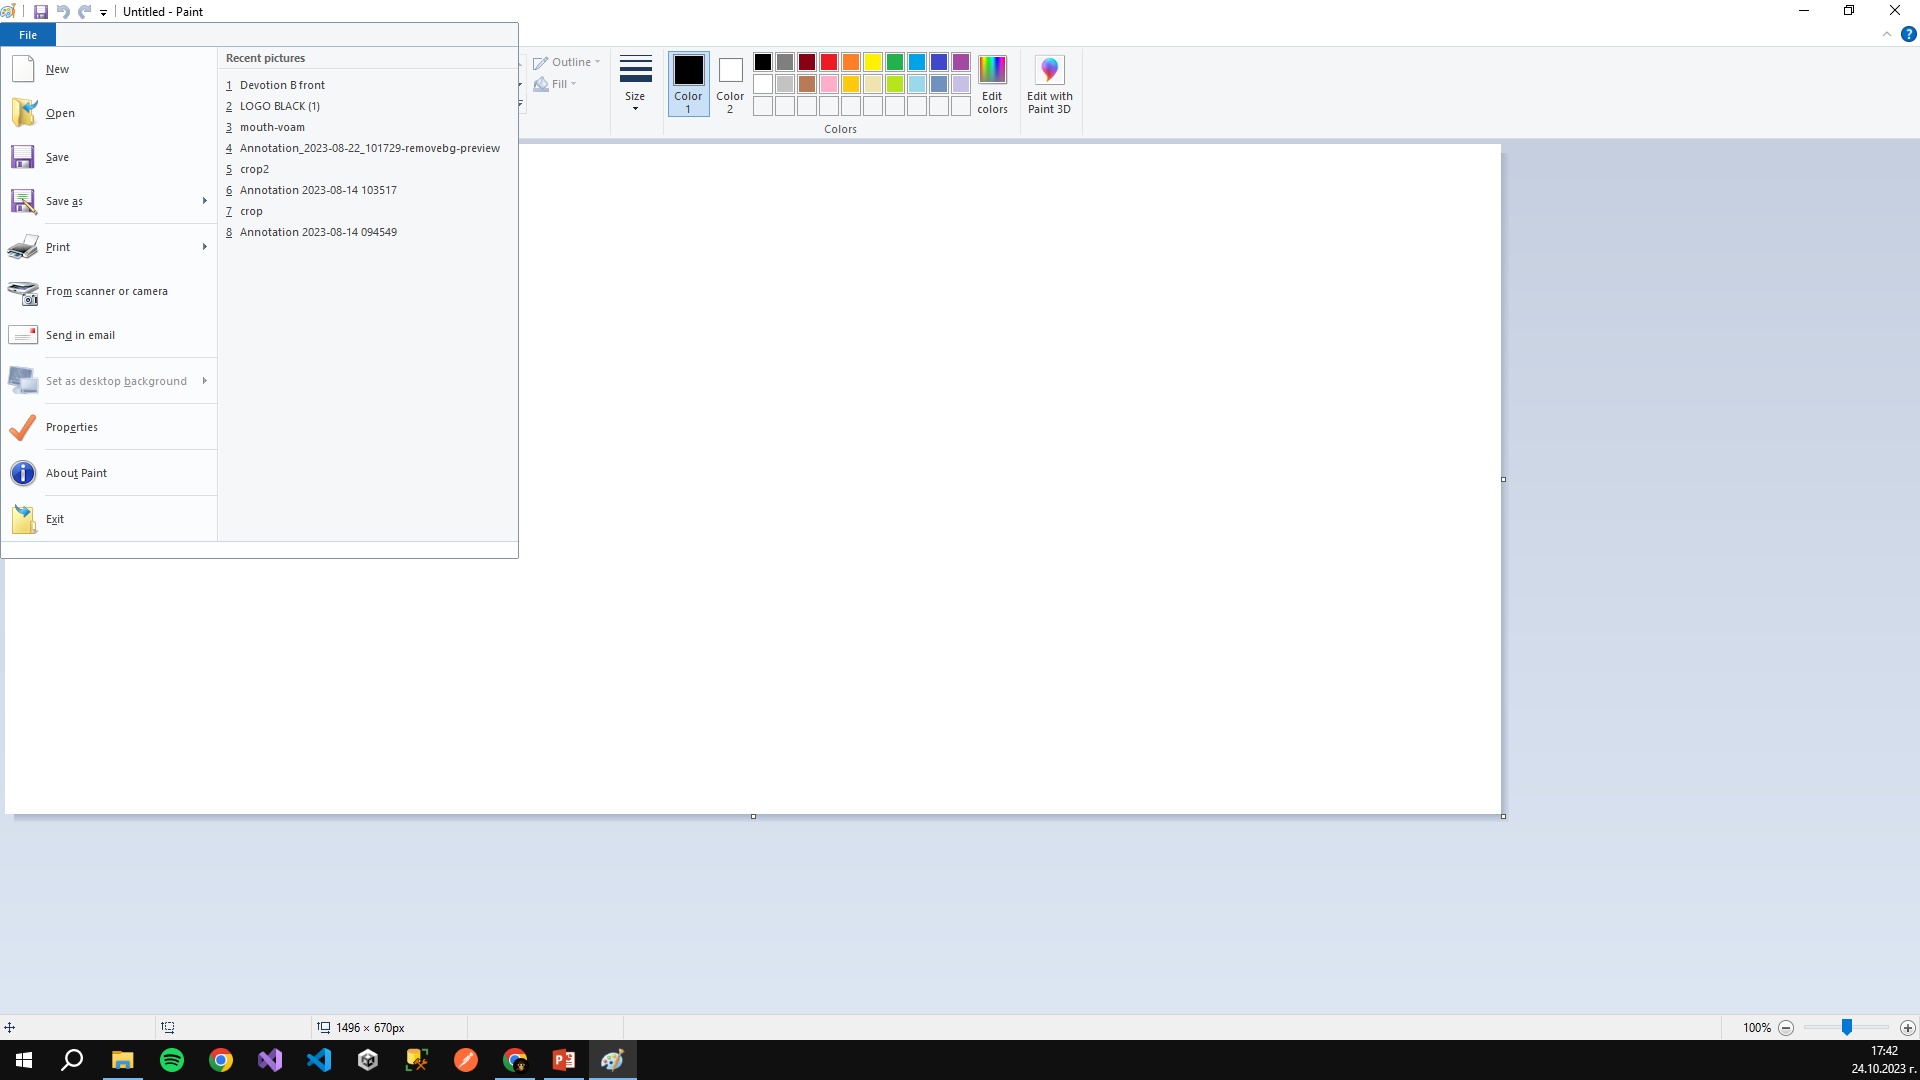 Untitled - Paint
File
New
Open
Save
Save as
Print
From scanner or camera
Send in email
Set as desktop background
Properties
About Paint
Exit
Recent pictures
1 Devotion B front
2 LOGO BLACK (1)
3 mouth-voam
4 Annotation_2023-08-22_101729-removebg-preview
5 crop2
6 Annotation 2023-08-14 103517
7 crop
8 Annotation 2023-08-14 094549
Outline
Fill
Size
Color
1
Color
2
Edit
colors
Edit with
Paint 3D
Colors
1496 × 670px
100%
17:42
24.10.2023 г.